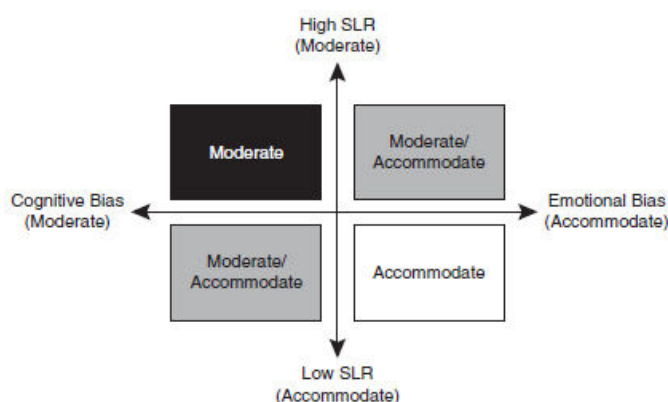 High SLR
(Moderate)
Moderate
Moderate/
Accommodate
Cognitive Bias
(Moderate)
Emotional Bias
(Accommodate)
Moderate/
Accommodate
Accommodate
Low SLR
(Accommodate)